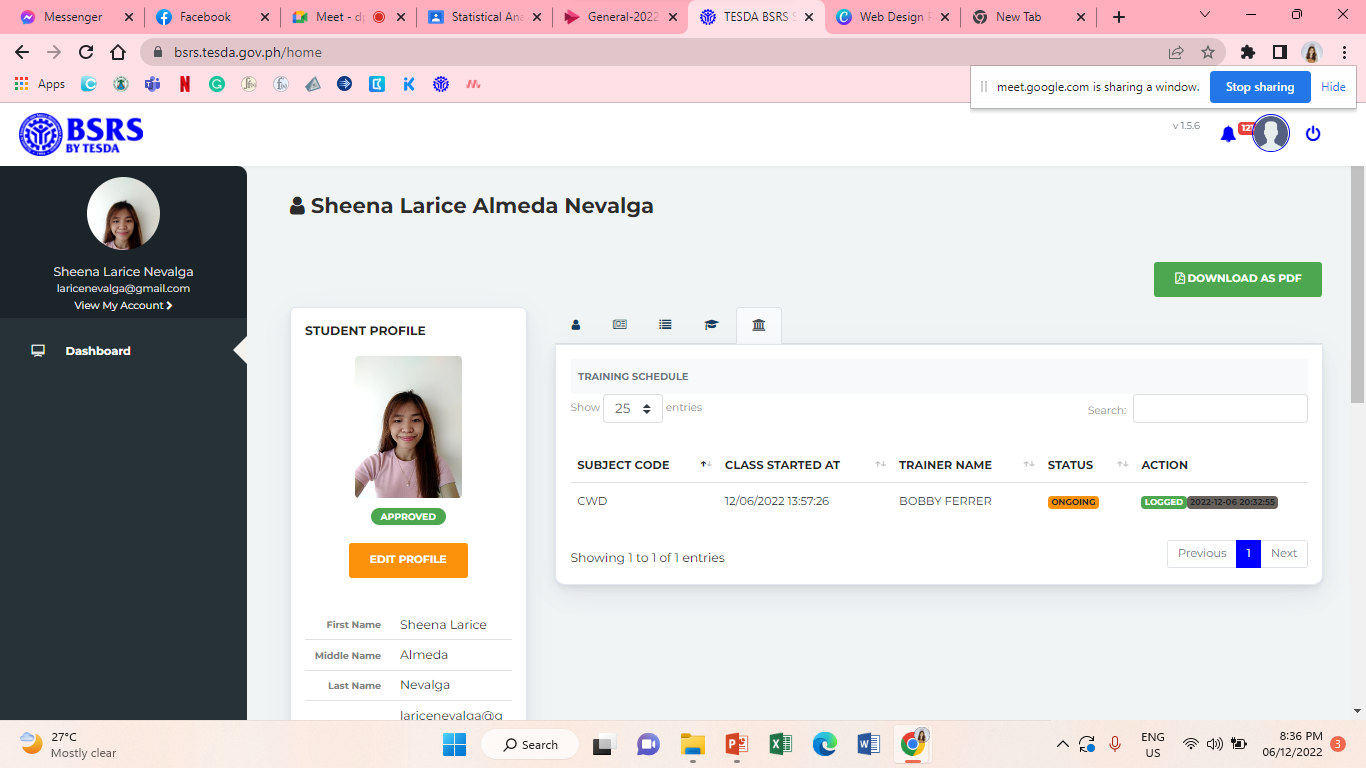 Messenger
Facebook
Meet - dp
Statistical Ana
General-2022
TESDA BSRS S
Web Design P
New Tab
bsrs.tesda.gov.ph/home
Apps
meet.google.com is sharing a window.
Stop sharing
Hide
BSRS
BY TESDA
v 1.5.6
Sheena Larice Nevalga
laricenevalga@gmail.com
View My Account
Dashboard
Sheena Larice Almeda Nevalga
DOWNLOAD AS PDF
STUDENT PROFILE
APPROVED
EDIT PROFILE
First Name Sheena Larice
Middle Name Almeda
Last Name Nevalga
laricenevalga@g
TRAINING SCHEDULE
Show 25 entries
Search:
SUBJECT CODE CLASS STARTED AT TRAINER NAME STATUS ACTION
CWD 12/06/2022 13:57:26 BOBBY FERRER ONGOING LOGGED 2022-12-06 20:32:55
Showing 1 to 1 of 1 entries
Previous 1 Next
27°C
Mostly clear
Search
ENG
US
8:36 PM
06/12/2022
3